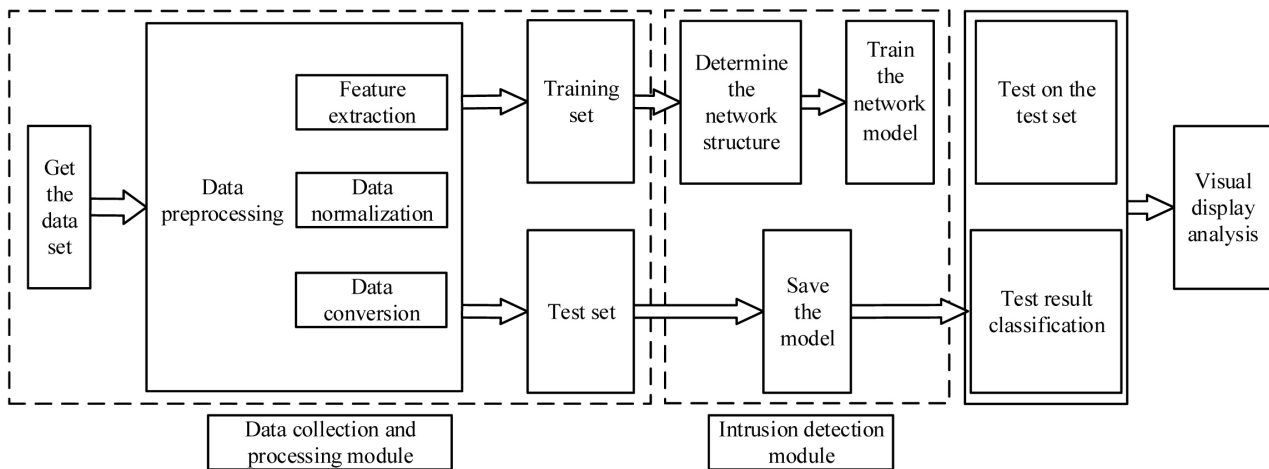 Get
the
data
set
Data
preprocessing
Feature
extraction
Data
normalization
Data
conversion
Training
set
Test set
Determine
the
network
structure
Train
the
network
model
Save
the
model
Test on the
test set
Test result
classification
Visual
display
analysis
Data collection and
processing module
Intrusion detection
module